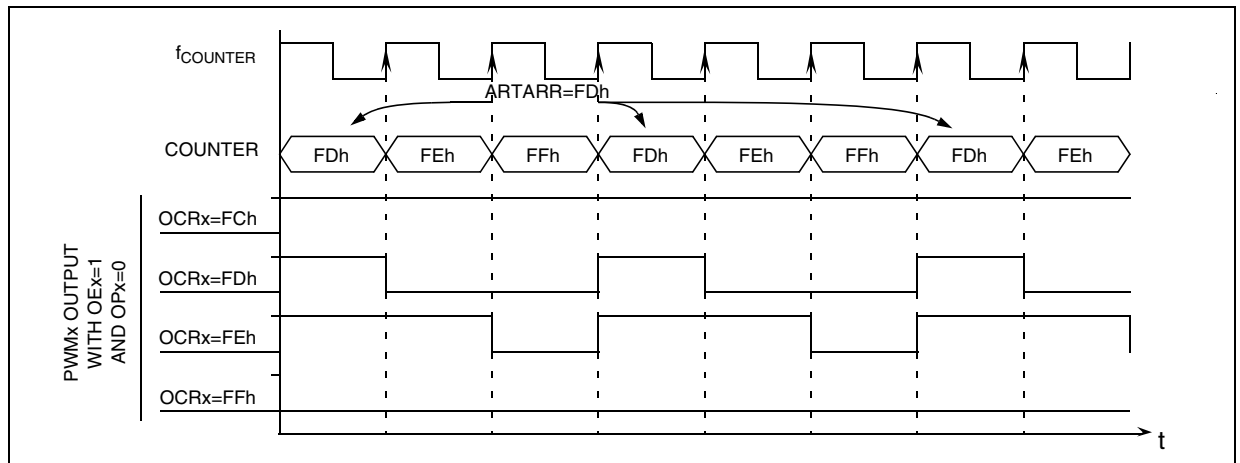 fCOUNTER
ARTARR=FDh
COUNTER
FDh FEh FFh FDh FEh FFh FDh FEh
PWMx OUTPUT
WITH OEx=1
AND OPx=0
OCRx=FCh
OCRx=FDh
OCRx=FEh
OCRx=FFh
t